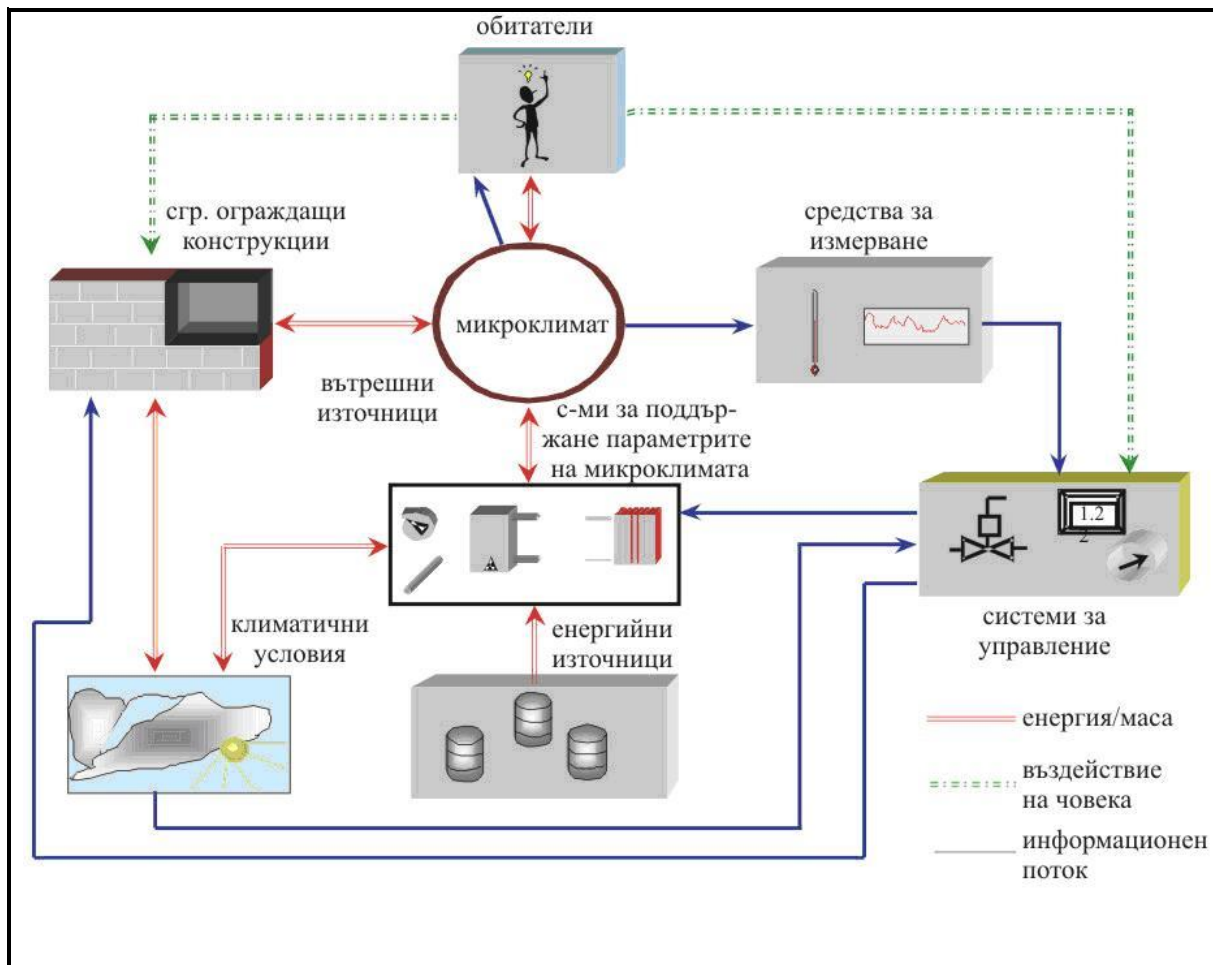 обитатели
сгр. ограждащи
конструкции
средства за
измерване
микроклимат
вътрешни
източници
с-ми за поддър-
жане параметрите
на микроклимата
1.2
2
климатични
условия
енергийни
източници
системи за
управление
енергия/маса
въздействие
на човека
информационен
поток